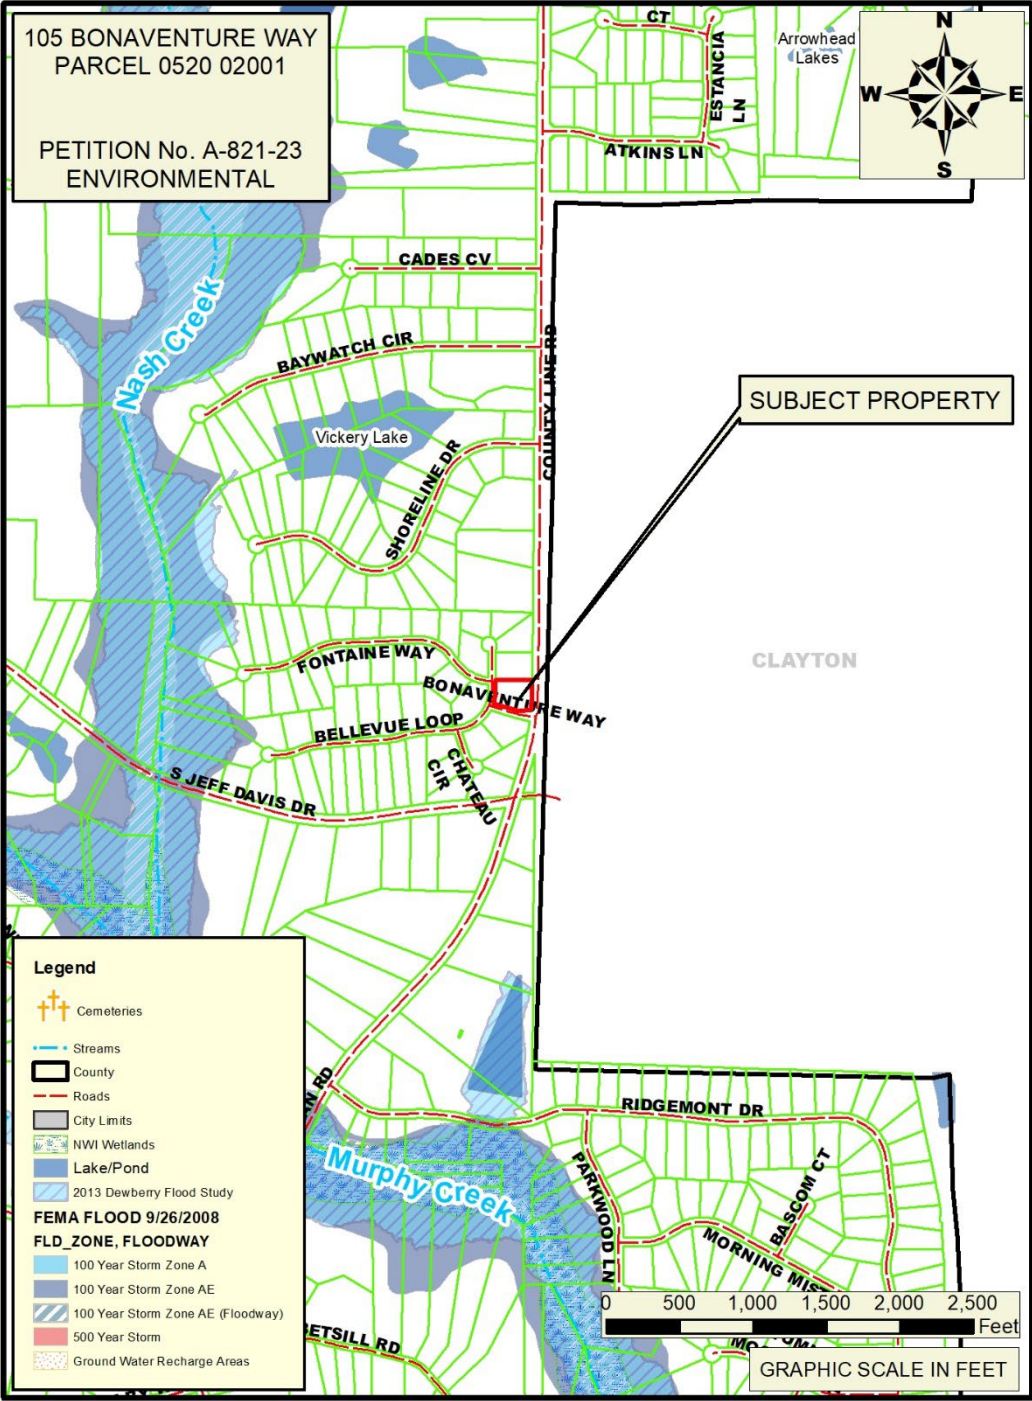 105 BONAVENTURE WAY
PARCEL 0520 02001
PETITION No. A-821-23
ENVIRONMENTAL
CT
ESTANCIA
LN
ATKINS LN
Arrowhead
Lakes
N
W
E
S
Nash Creek
CADES CV
BAYWATCH CIR
COUNTY LINE RD
SUBJECT PROPERTY
Vickery Lake
SHORELINE DR
CLAYTON
FONTAINE WAY
BONAVENTURE WAY
BELLEVUE LOOP
CHATEAU
CIR
S JEFF DAVIS DR
RD
RIDGEMONT DR
Murphy Creek
PARKWOOD LN
BASCOM CT
MORNING MIST
BETSILL RD
Legend
Cemeteries
Streams
County
Roads
City Limits
NWI Wetlands
Lake/Pond
2013 Dewberry Flood Study
FEMA FLOOD 9/26/2008
FLD_ZONE, FLOODWAY
100 Year Storm Zone A
100 Year Storm Zone AE
100 Year Storm Zone AE (Floodway)
500 Year Storm
Ground Water Recharge Areas
0 500 1,000 1,500 2,000 2,500
Feet
GRAPHIC SCALE IN FEET